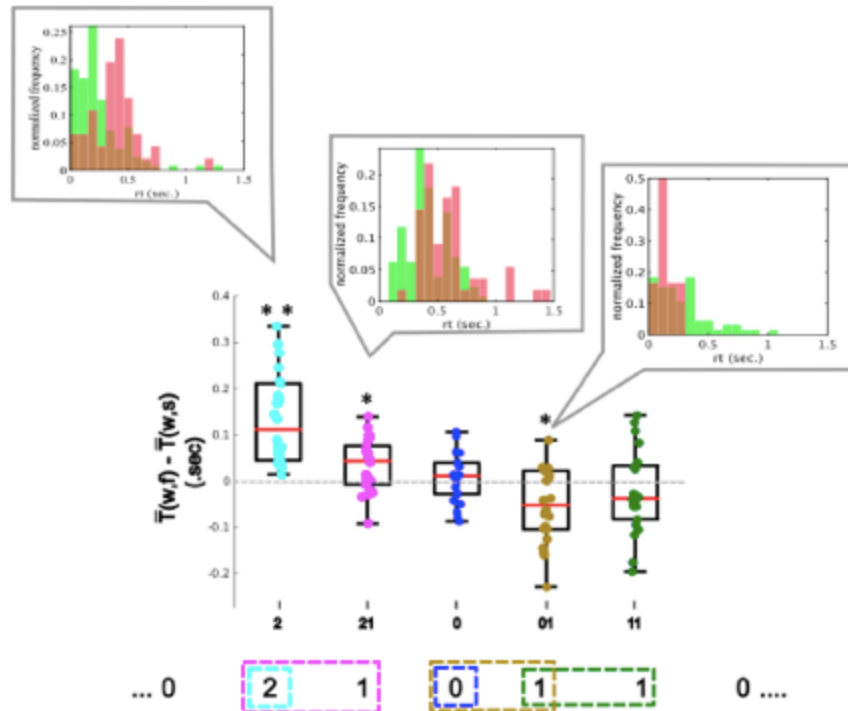 0.25
0.2
0.15
0.1
0.05
0
normalized frequency
0 0.5 1 1.5
rt (sec.)
0.2
0.15
0.1
0.05
0
normalized frequency
0 0.5 1 1.5
rt (sec.)
0.5
0.4
0.3
0.2
0.1
0
normalized frequency
0 0.5 1 1.5
rt (sec.)
0.4
0.3
0.2
0.1
0
-0.1
-0.2
T̅(w,f) - T̅(w,s)
(.sec)
* *
*
*
2 21 0 01 11
... 0 2 1 0 1 1 0 ....